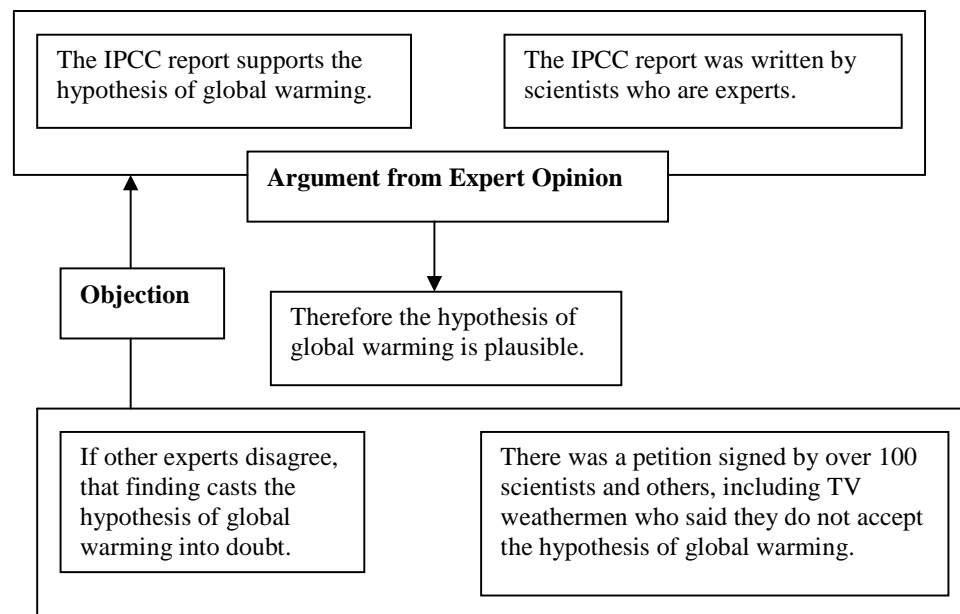 The IPCC report supports the
hypothesis of global warming.
The IPCC report was written by
scientists who are experts.
Argument from Expert Opinion
Objection
Therefore the hypothesis of
global warming is plausible.
If other experts disagree,
that finding casts the
hypothesis of global
warming into doubt.
There was a petition signed by over 100
scientists and others, including TV
weathermen who said they do not accept
the hypothesis of global warming.